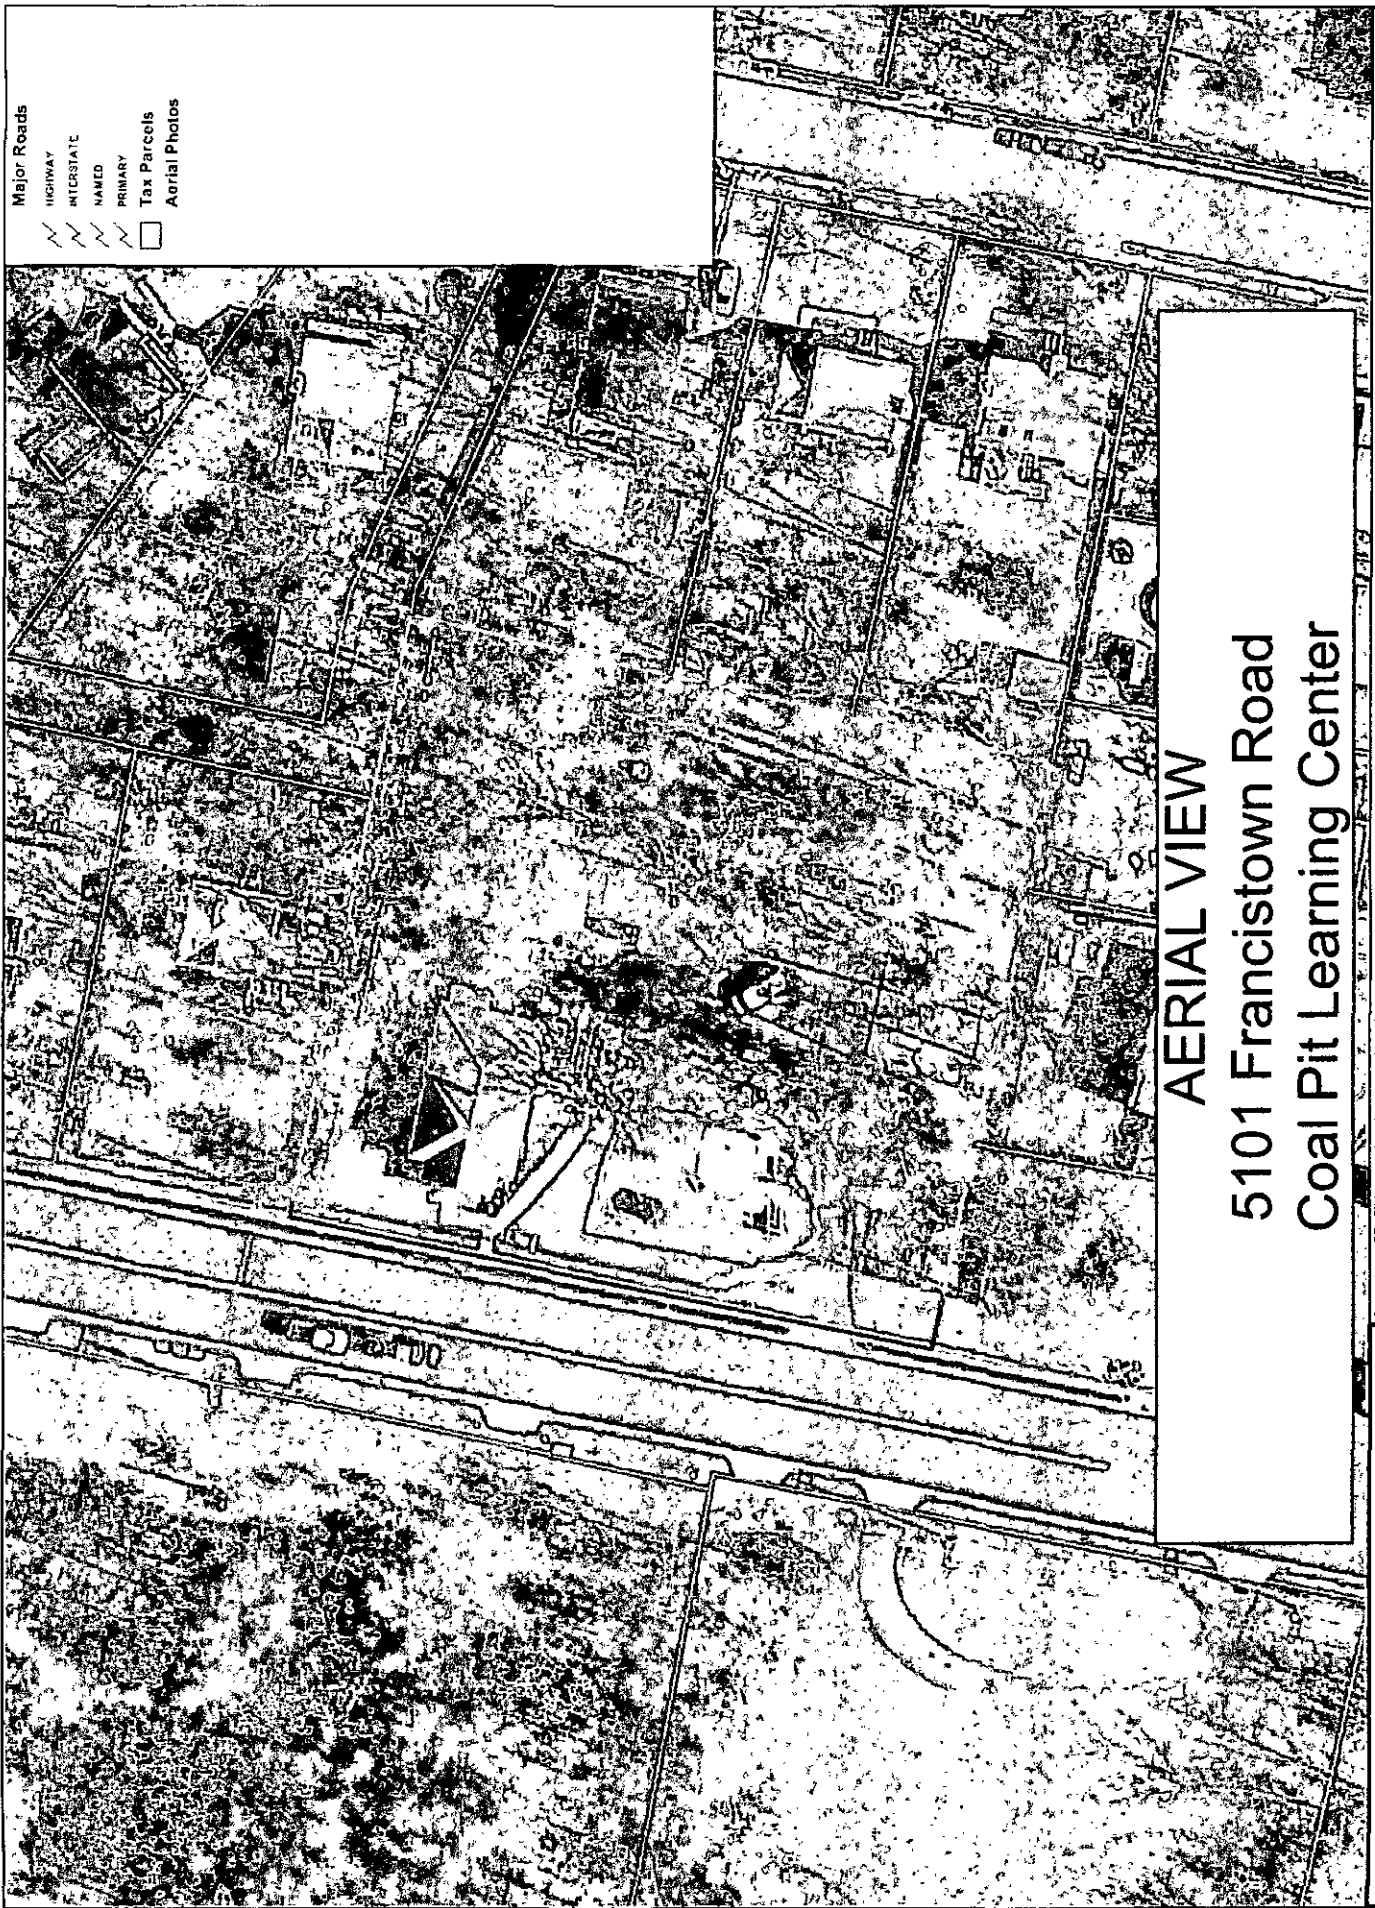 Major Roads
HIGHWAY
INTERSTATE
NAMED
PRIMARY
Tax Parcels
Aerial Photos
AERIAL VIEW
5101 Francistown Road
Coal Pit Learning Center